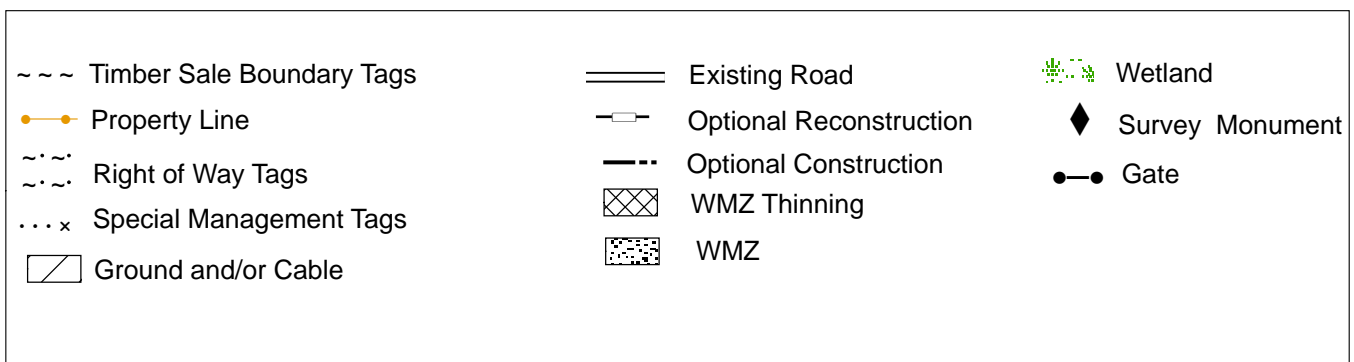 Timber Sale Boundary Tags
Property Line
Right of Way Tags
Special Management Tags
Ground and/or Cable
Existing Road
Optional Reconstruction
Optional Construction
WMZ Thinning
WMZ
Wetland
Survey Monument
Gate